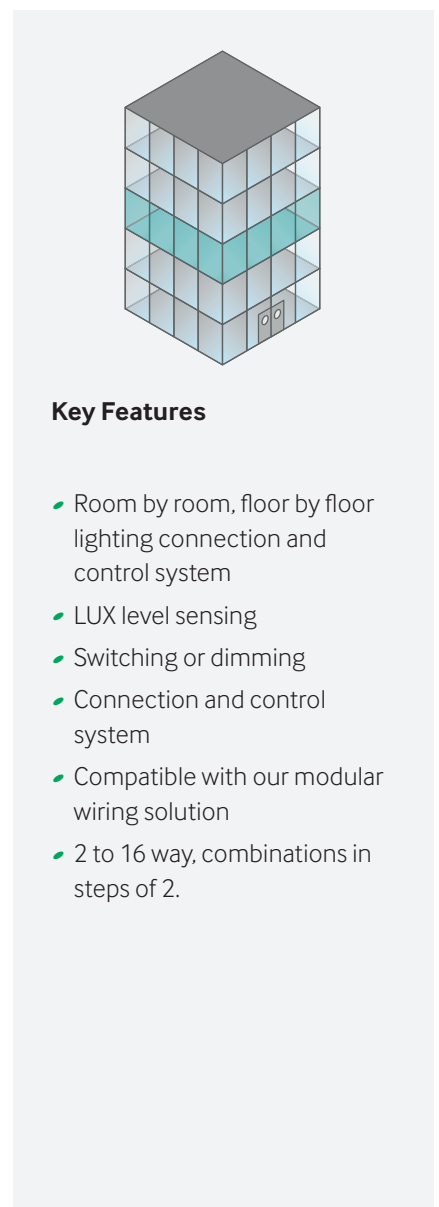 Key Features
Room by room, floor by floor
lighting connection and
control system
LUX level sensing
Switching or dimming
Connection and control
system
Compatible with our modular
wiring solution
2 to 16 way, combinations in
steps of 2.